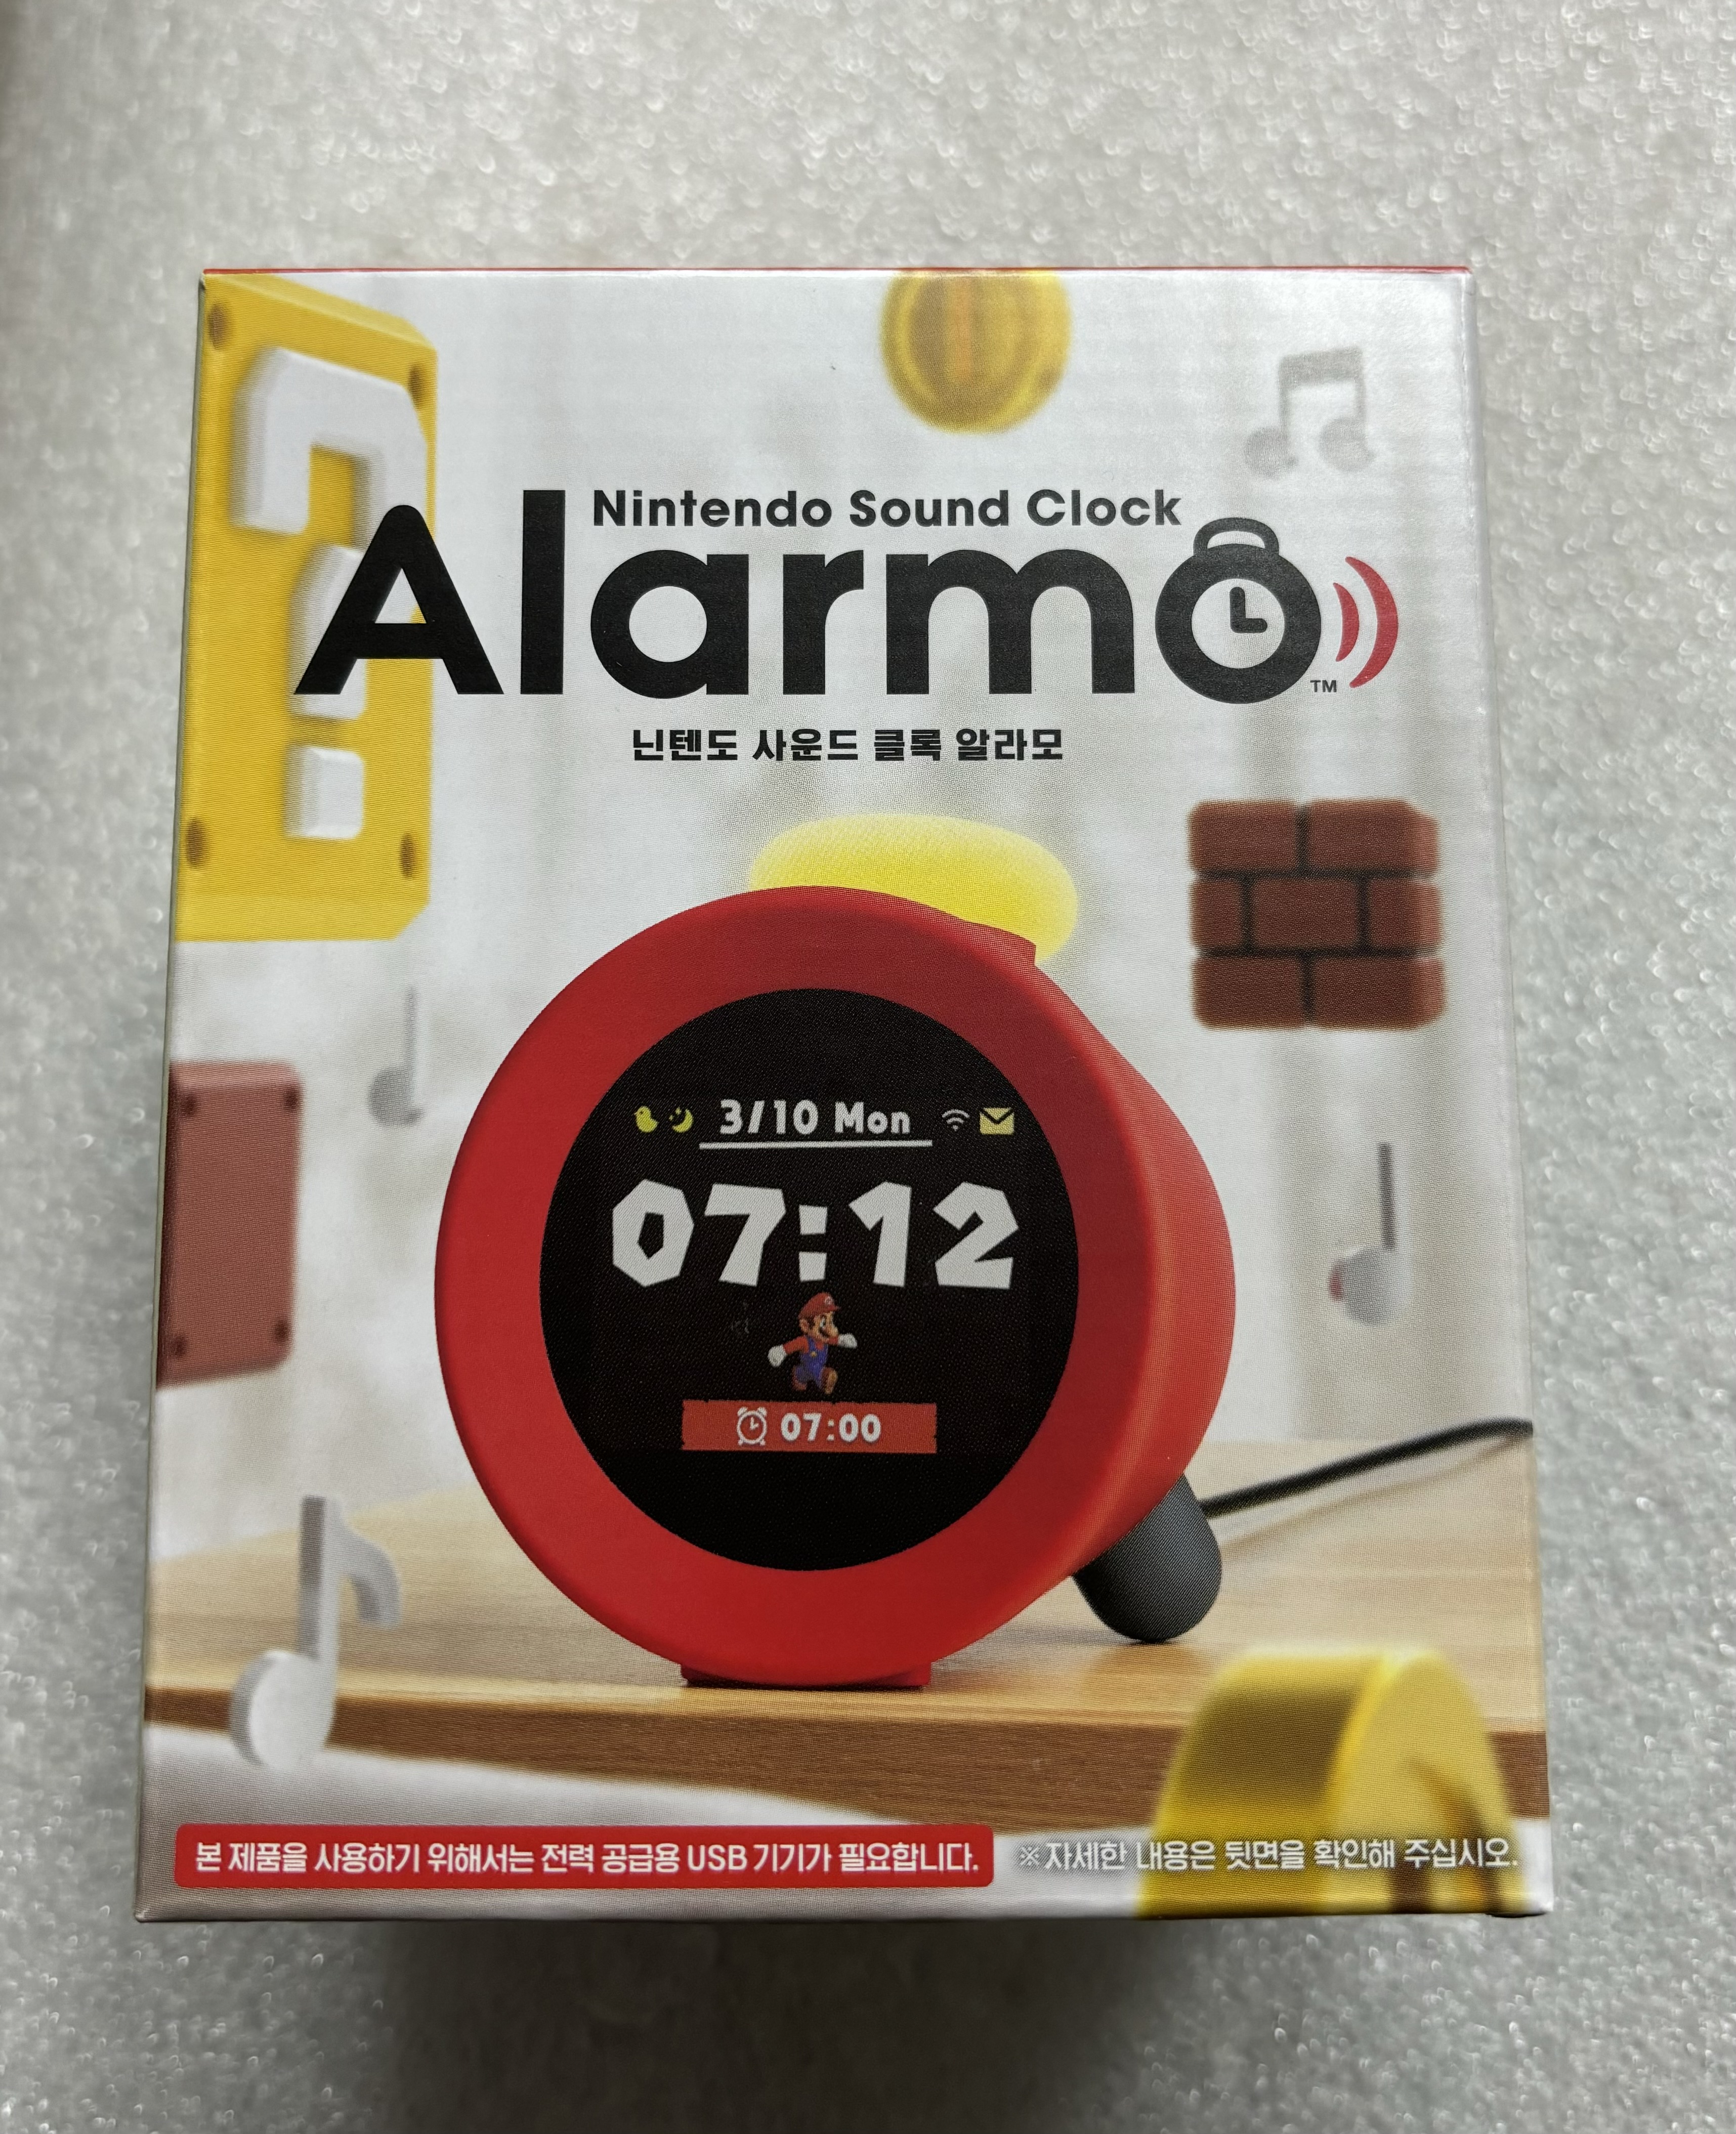 Nintendo Sound Clock
Alarmo
TM
닌텐도 사운드 클록 알라모
3/10 Mon
07:12
07:00
본 제품을 사용하기 위해서는 전력 공급용 USB 기기가 필요합니다. ※자세한 내용은 뒷면을 확인해 주십시오.